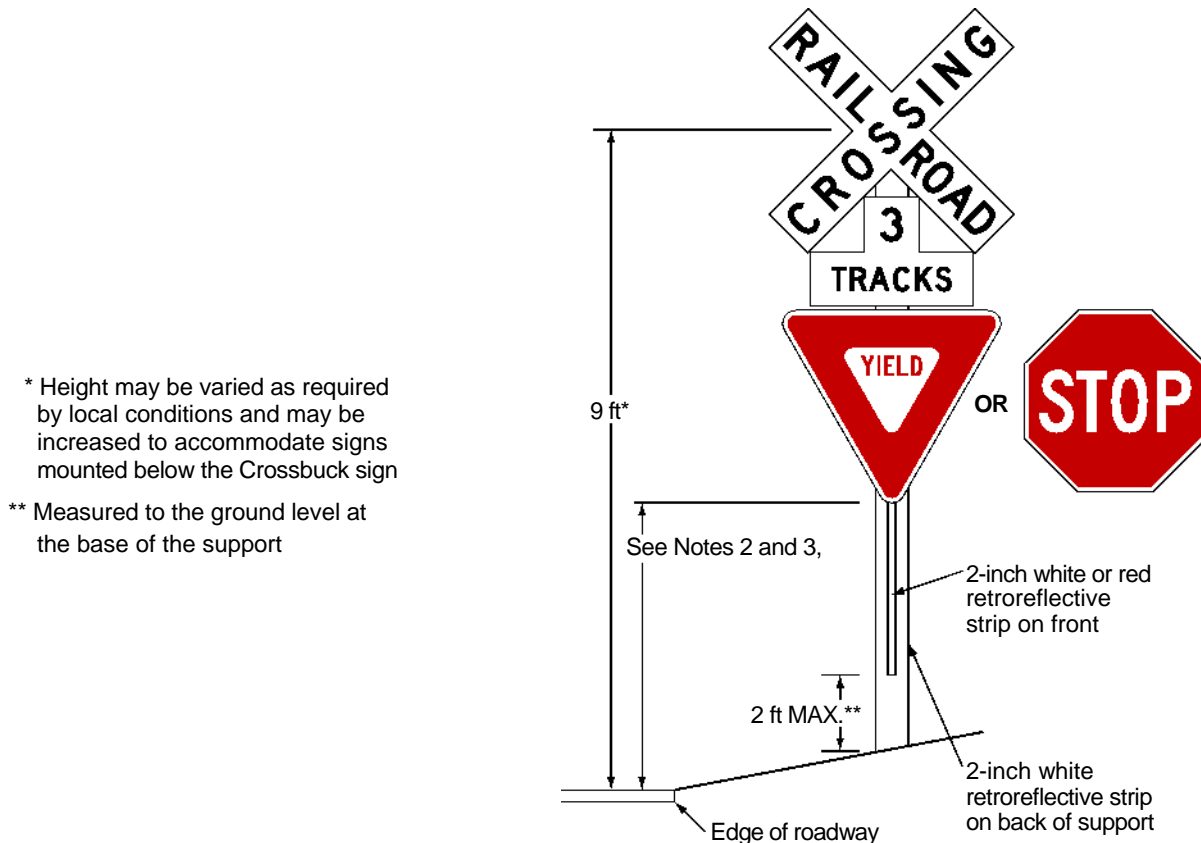 RAILROAD
CROSSING
3
TRACKS
YIELD
OR
STOP
* Height may be varied as required
by local conditions and may be
increased to accommodate signs
mounted below the Crossbuck sign
** Measured to the ground level at
the base of the support
9 ft*
See Notes 2 and 3,
2-inch white or red
retroreflective
strip on front
2 ft MAX.**
2-inch white
retroreflective strip
on back of support
Edge of roadway